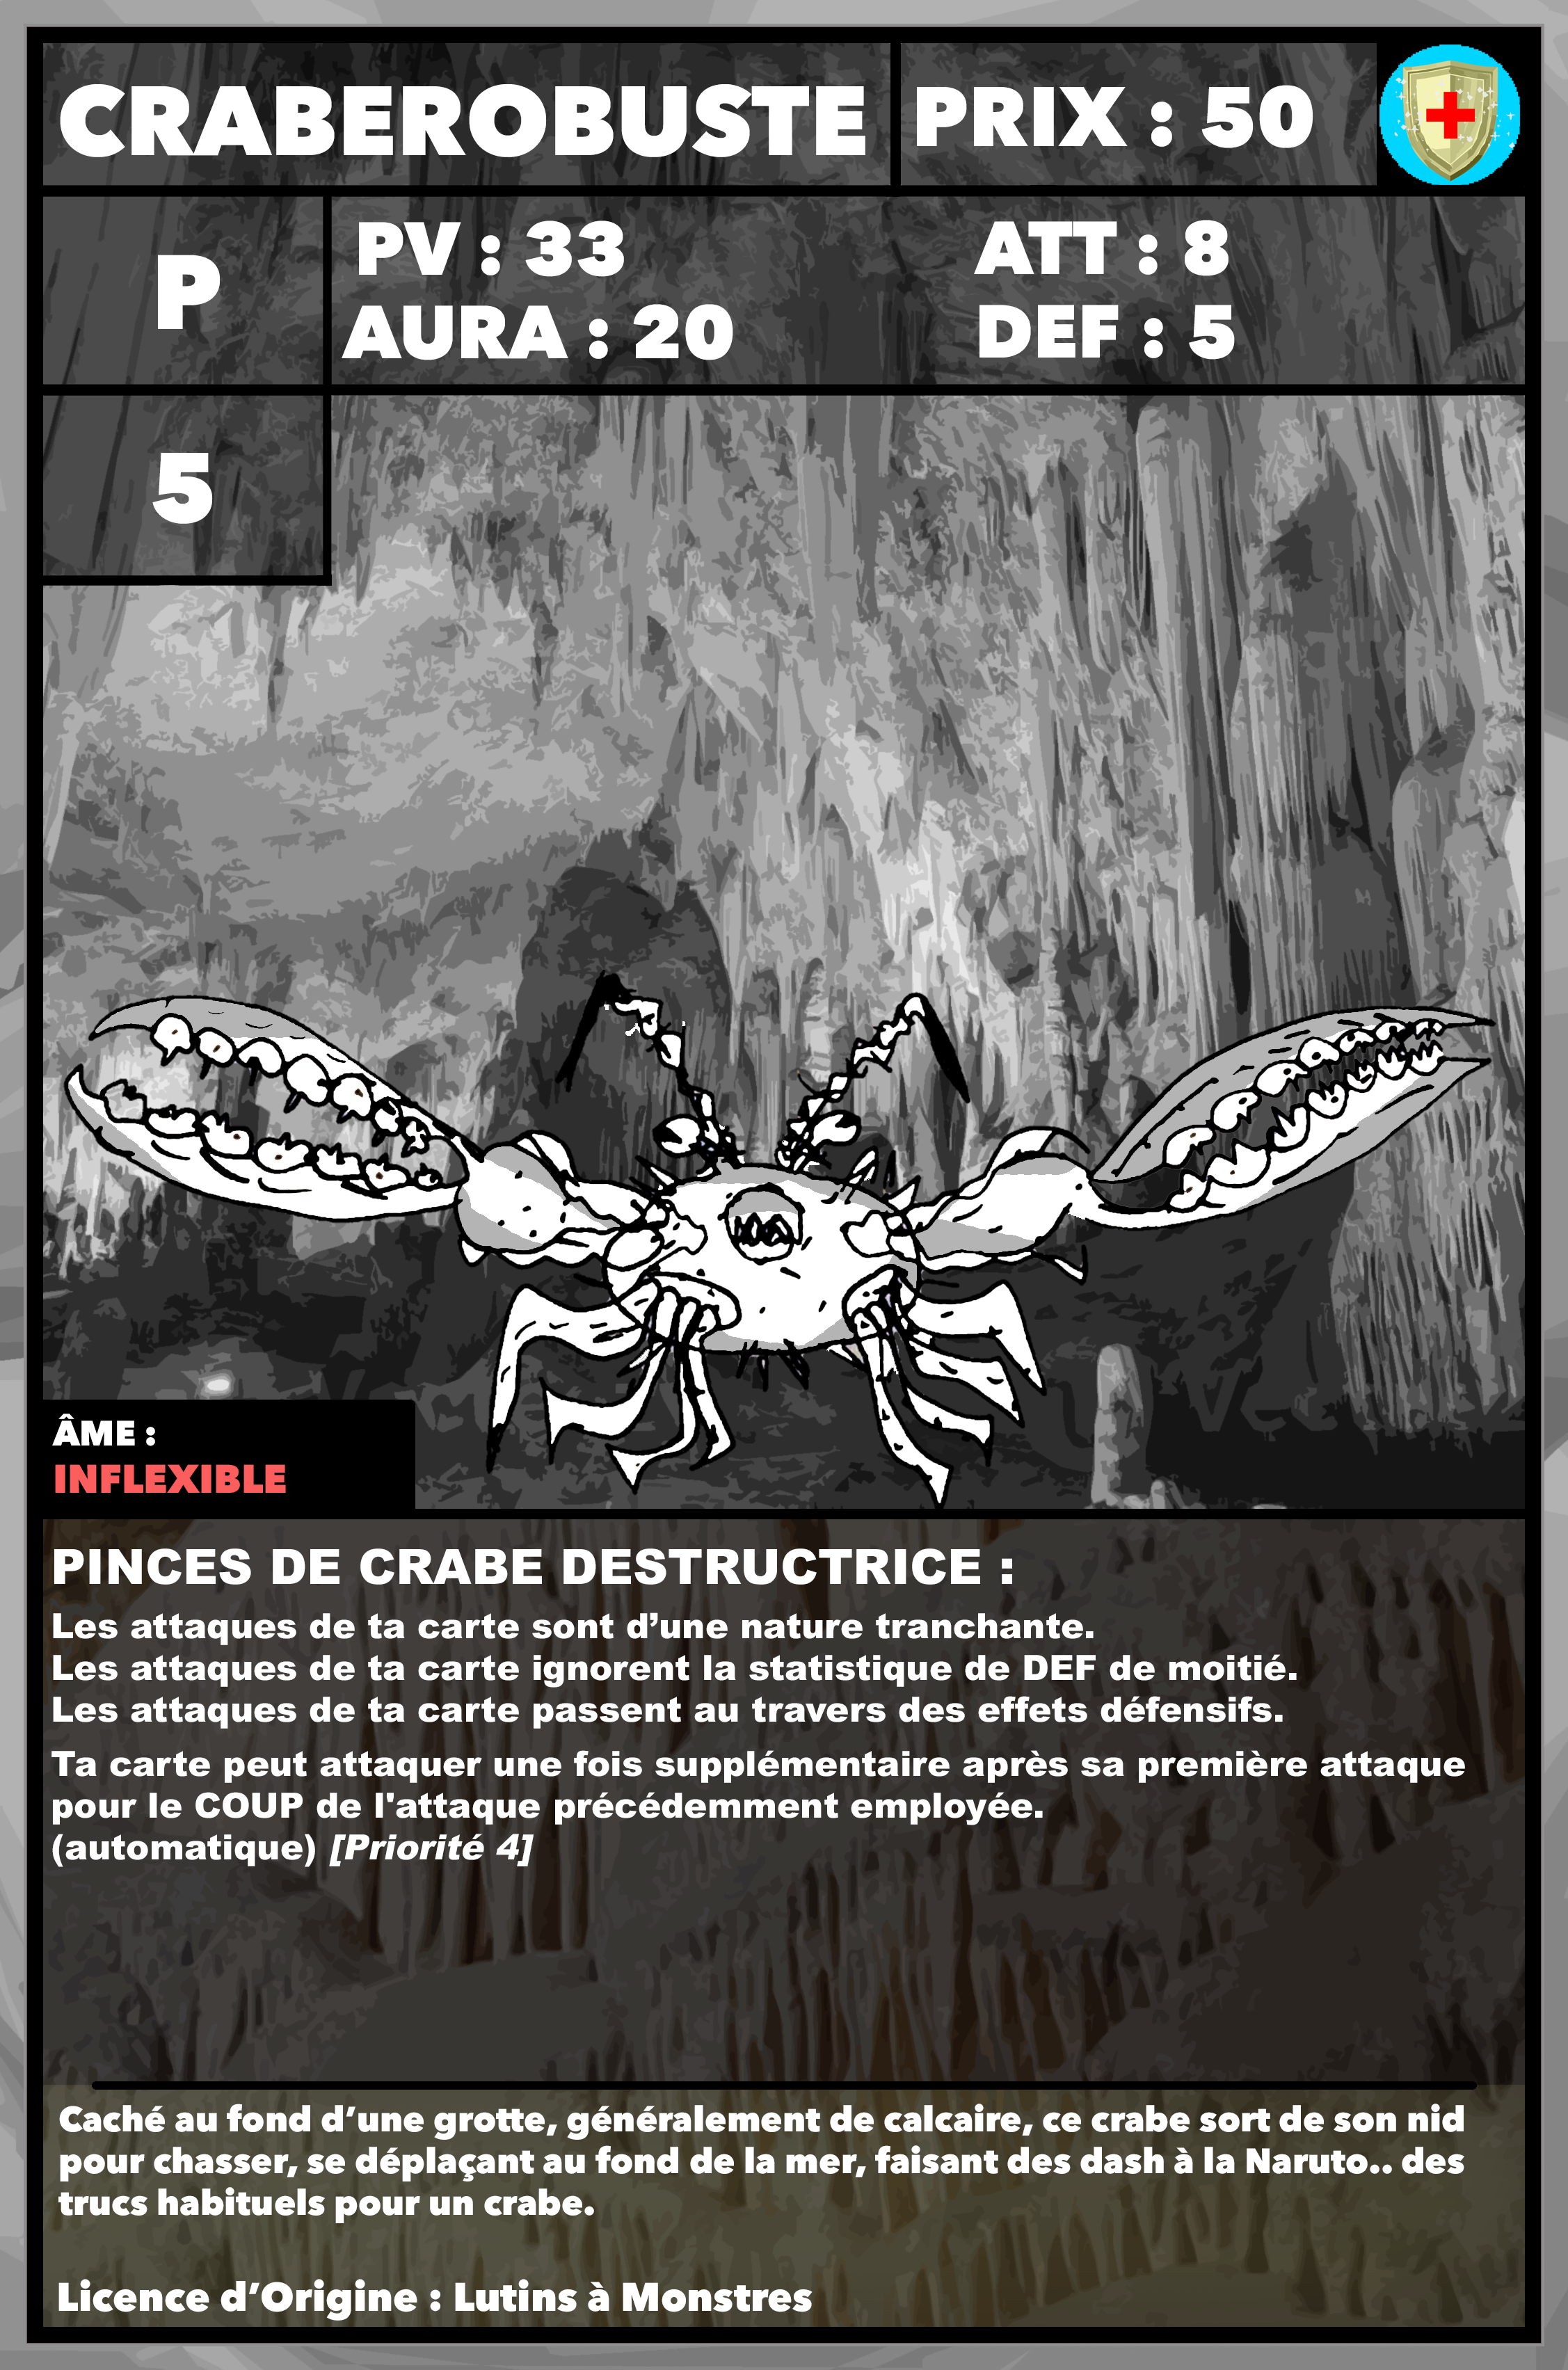 CRABEROBUSTE
PRIX : 50
P
PV : 33
ATT : 8
AURA : 20
DEF : 5
5
ÂME :
INFLEXIBLE
PINCES DE CRABE DESTRUCTRICE :
Les attaques de ta carte sont d’une nature tranchante.
Les attaques de ta carte ignorent la statistique de DEF de moitié.
Les attaques de ta carte passent au travers des effets défensifs.
Ta carte peut attaquer une fois supplémentaire après sa première attaque
pour le COUP de l'attaque précédemment employée.
(automatique) [Priorité 4]
Caché au fond d’une grotte, généralement de calcaire, ce crabe sort de son nid
pour chasser, se déplaçant au fond de la mer, faisant des dash à la Naruto.. des
trucs habituels pour un crabe.
Licence d’Origine : Lutins à Monstres